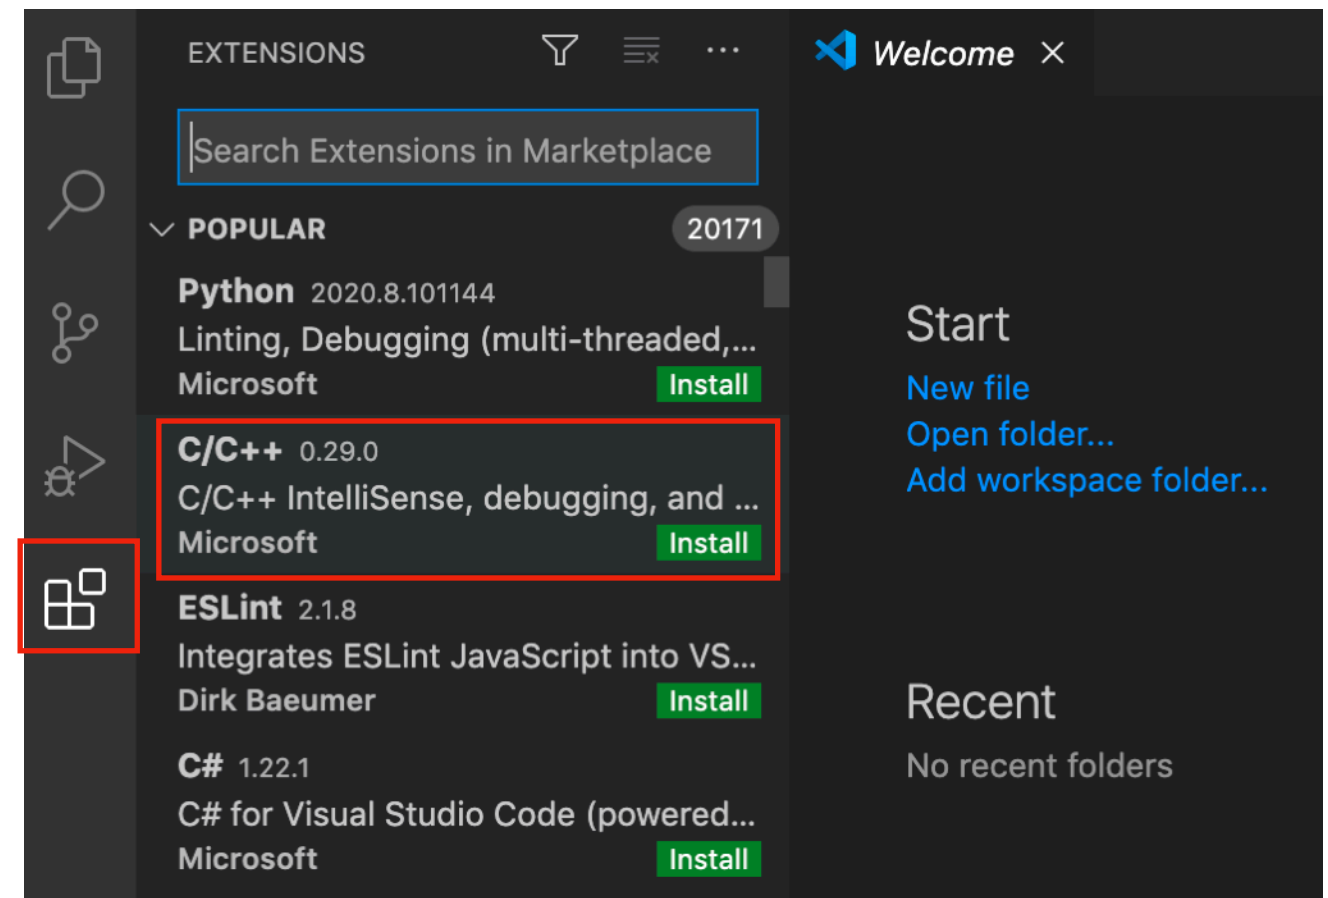 EXTENSIONS
Welcome
Search Extensions in Marketplace
POPULAR 20171
Python 2020.8.101144
Linting, Debugging (multi-threaded,...
Microsoft Install
C/C++ 0.29.0
C/C++ IntelliSense, debugging, and ...
Microsoft Install
ESLint 2.1.8
Integrates ESLint JavaScript into VS...
Dirk Baeumer Install
C# 1.22.1
C# for Visual Studio Code (powered...
Microsoft Install
Start
New file
Open folder...
Add workspace folder...
Recent
No recent folders